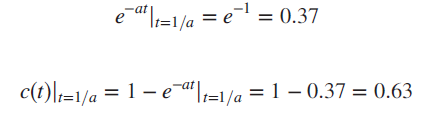 e^{-at}|_{t=1/a} = e^{-1} = 0.37
c(t)|_{t=1/a} = 1 − e^{-at}|_{t=1/a} = 1 − 0.37 = 0.63